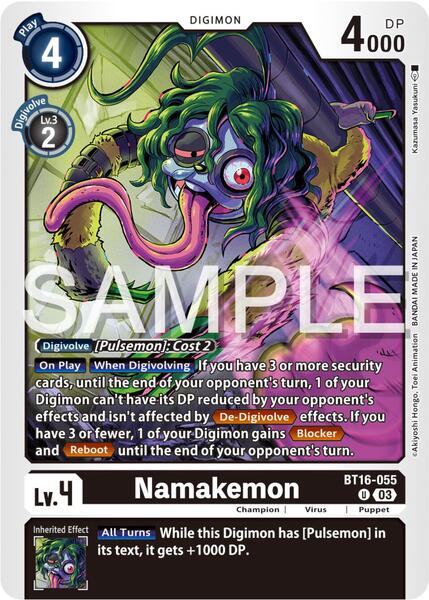 DIGIMON
Play
4
DP
4000
Digivolve
Lv.3
2
Kazumasa Yasukuni
SAMPLE
©Akiyoshi Hongo, Toei Animation BANDAI MADE IN JAPAN
Digivolve [Pulsemon]: Cost 2
On Play When Digivolving If you have 3 or more security
cards, until the end of your opponent's turn, 1 of your
Digimon can't have its DP reduced by your opponent's
effects and isn't affected by De-Digivolve effects. If you
have 3 or fewer, 1 of your Digimon gains Blocker
and Reboot until the end of your opponent's turn.
Lv.4
Namakemon
BT16-055
U 03
Champion | Virus | Puppet
Inherited Effect
All Turns While this Digimon has [Pulsemon] in
its text, it gets +1000 DP.